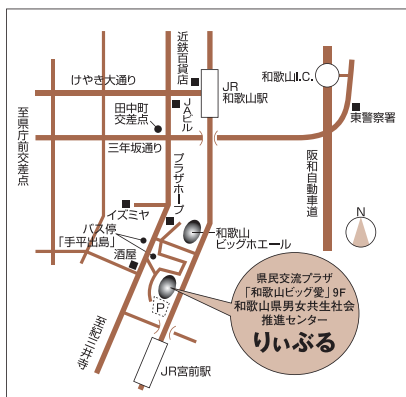 近鉄百貨店
けやき大通り
JR
和歌山駅
和歌山I.C.
JAビル
田中町
交差点
東警察署
至県庁前交差点
三年坂通り
プラザホープ
阪和自動車道
イズミヤ
バス停
「手平出島」
酒屋
和歌山
ビッグホエール
N
県民交流プラザ
「和歌山ビッグ愛」9F
和歌山県男女共生社会
推進センター
りぃぶる
P
至紀三井寺
JR宮前駅